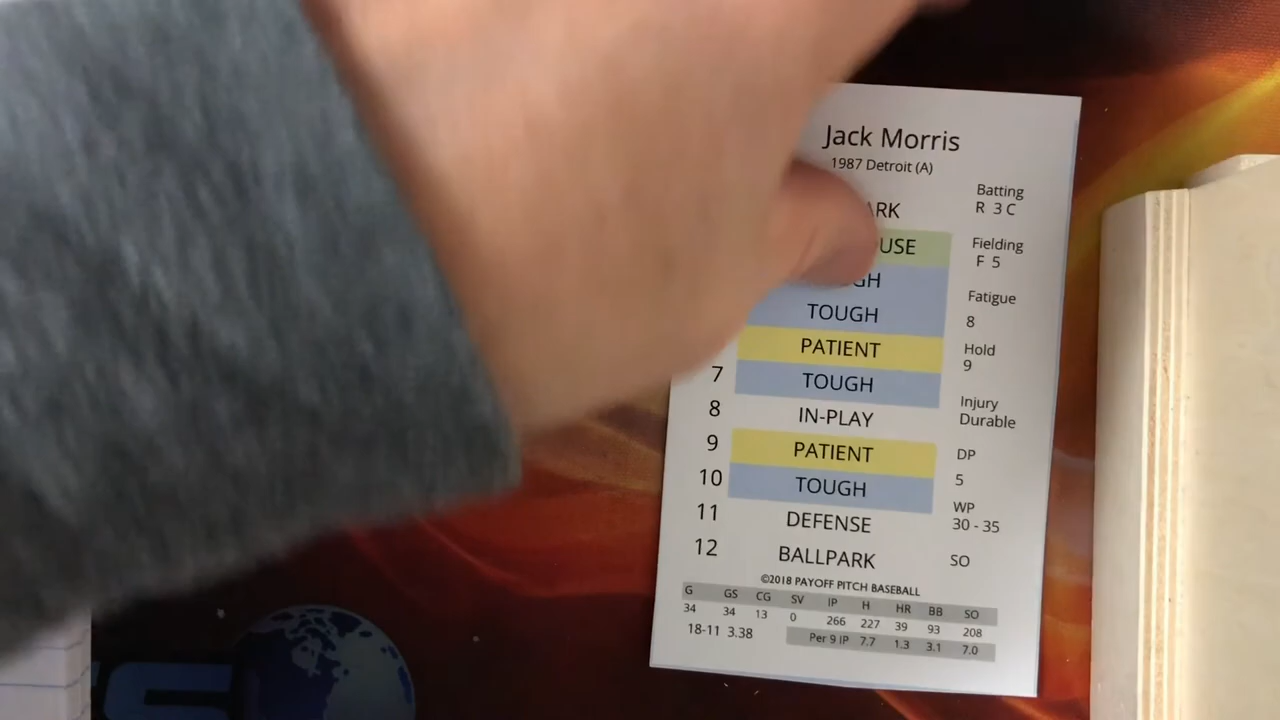 Jack Morris
1987 Detroit (A)
Batting
R 3 C
Fielding
F 5
Fatigue
8
TOUGH
Hold
9
PATIENT
7 TOUGH
Injury
Durable
8 IN-PLAY
9 PATIENT
DP
5
10 TOUGH
WP
30 - 35
11 DEFENSE
12 BALLPARK SO
©2018 PAYOFF PITCH BASEBALL
G GS CG SV IP H HR BB SO
34 34 13 0 266 227 39 93 208
18-11 3.38 Per 9 IP 7.7 1.3 3.1 7.0